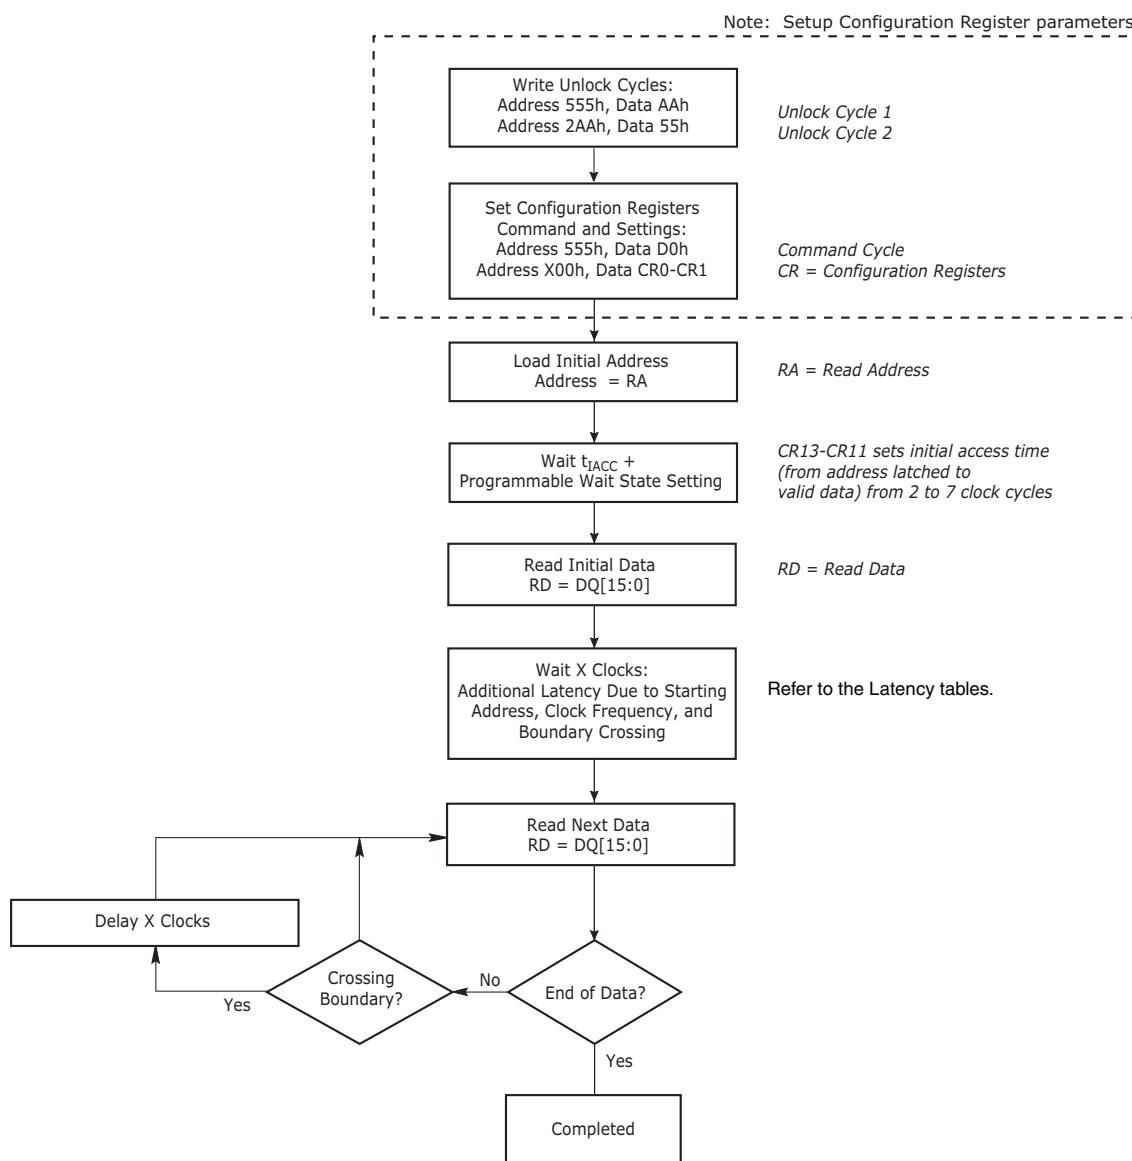 Note:  Setup Configuration Register parameters
Write Unlock Cycles:
Address 555h, Data AAh
Address 2AAh, Data 55h
Unlock Cycle 1
Unlock Cycle 2
Set Configuration Registers
Command and Settings:
Address 555h, Data D0h
Address X00h, Data CR0-CR1
Command Cycle
CR = Configuration Registers
Load Initial Address
Address  = RA
RA = Read Address
Wait tIACC +
Programmable Wait State Setting
CR13-CR11 sets initial access time
(from address latched to
valid data) from 2 to 7 clock cycles
Read Initial Data
RD = DQ[15:0]
RD = Read Data
Wait X Clocks:
Additional Latency Due to Starting
Address, Clock Frequency, and
Boundary Crossing
Refer to the Latency tables.
Read Next Data
RD = DQ[15:0]
Delay X Clocks
Crossing
Boundary?
Yes
No
End of Data?
Yes
Completed